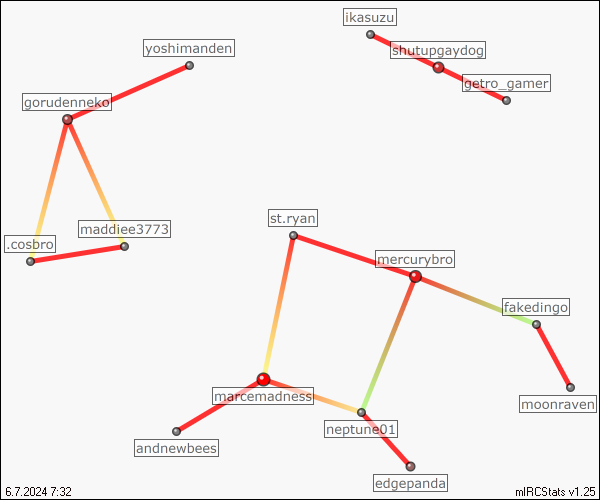 ikasuzu
yoshimanden
shutupgaydog
getro_gamer
gorudenneko
st.ryan
maddiee3773
.cosbro
mercurybro
fakedingo
marcemadness
moonraven
neptune01
andnewbees
edgepanda
6.7.2024 7:32
mIRCStats v1.25